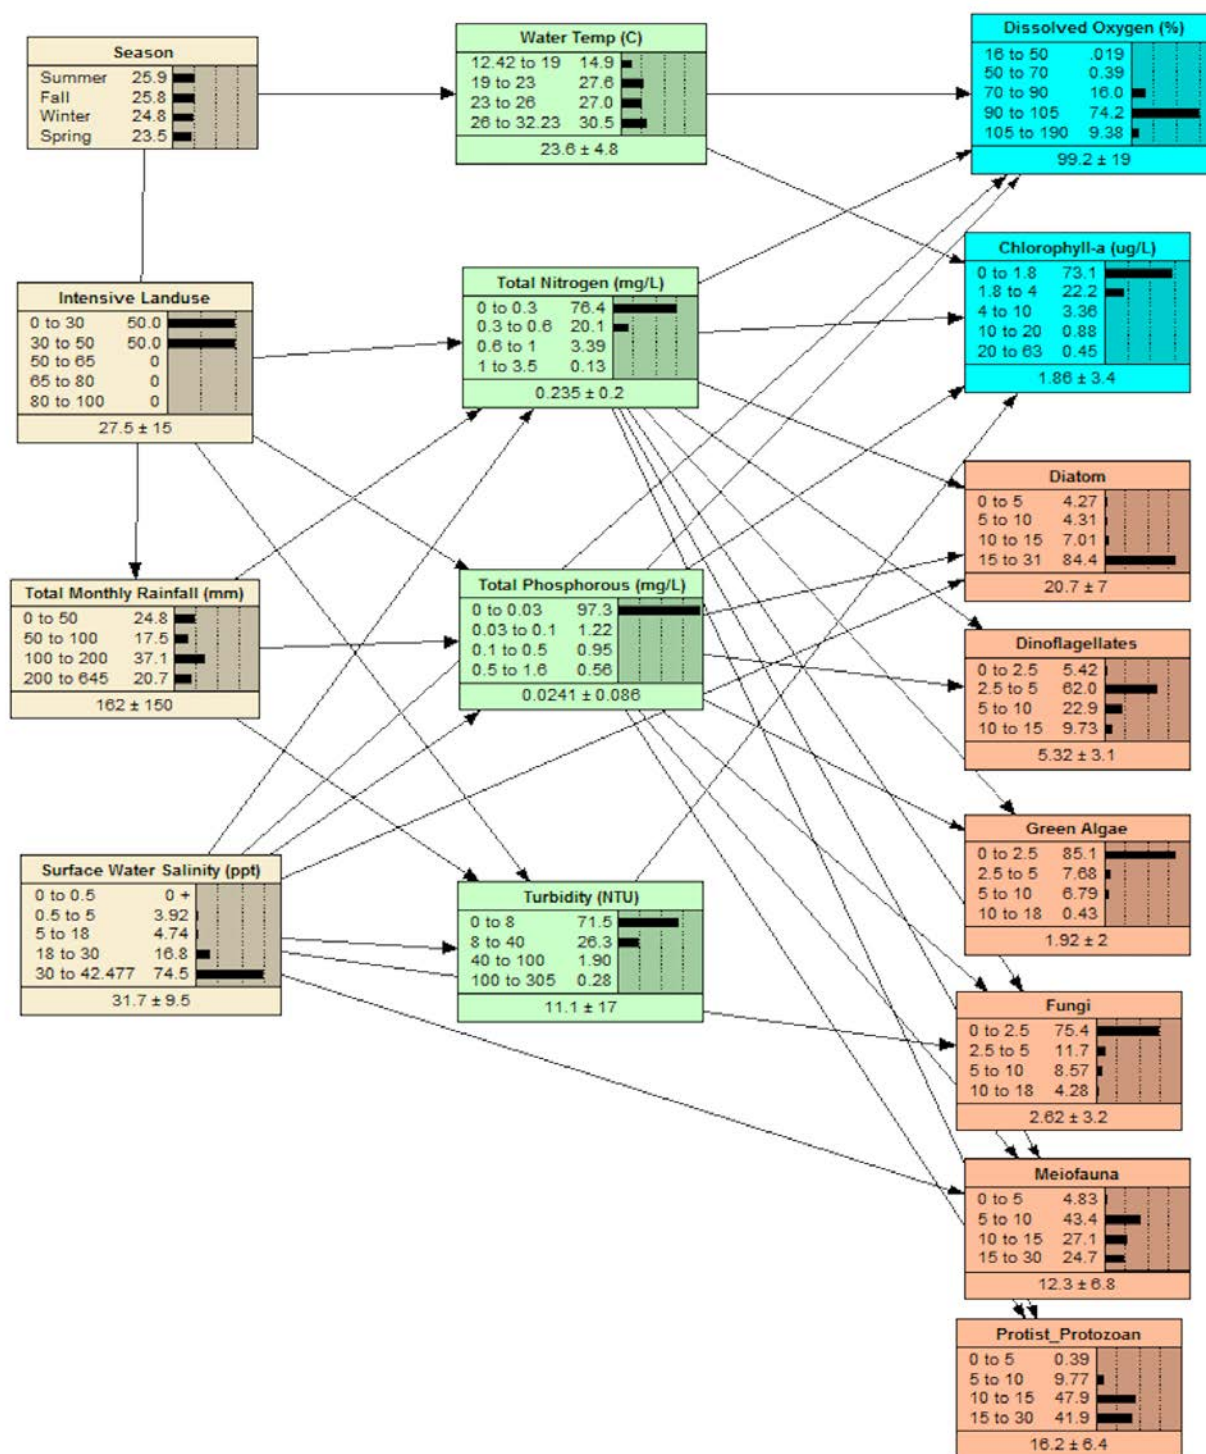 Season
Summer 25.9
Fall 25.8
Winter 24.8
Spring 23.5
Intensive Landuse
0 to 30 50.0
30 to 50 50.0
50 to 65 0
65 to 80 0
80 to 100 0
27.5 ± 15
Total Monthly Rainfall (mm)
0 to 50 24.8
50 to 100 17.5
100 to 200 37.1
200 to 645 20.7
162 ± 150
Surface Water Salinity (ppt)
0 to 0.5 0 +
0.5 to 5 3.92
5 to 18 4.74
18 to 30 16.8
30 to 42.477 74.5
31.7 ± 9.5
Water Temp (C)
12.42 to 19 14.9
19 to 23 27.6
23 to 26 27.0
26 to 32.23 30.5
23.6 ± 4.8
Total Nitrogen (mg/L)
0 to 0.3 76.4
0.3 to 0.6 20.1
0.6 to 1 3.39
1 to 3.5 0.13
0.235 ± 0.2
Total Phosphorous (mg/L)
0 to 0.03 97.3
0.03 to 0.1 1.22
0.1 to 0.5 0.95
0.5 to 1.6 0.56
0.0241 ± 0.086
Turbidity (NTU)
0 to 8 71.5
8 to 40 26.3
40 to 100 1.90
100 to 305 0.28
11.1 ± 17
Dissolved Oxygen (%)
16 to 50 .019
50 to 70 0.39
70 to 90 16.0
90 to 105 74.2
105 to 190 9.38
99.2 ± 19
Chlorophyll-a (ug/L)
0 to 1.8 73.1
1.8 to 4 22.2
4 to 10 3.36
10 to 20 0.88
20 to 63 0.45
1.86 ± 3.4
Diatom
0 to 5 4.27
5 to 10 4.31
10 to 15 7.01
15 to 31 84.4
20.7 ± 7
Dinoflagellates
0 to 2.5 5.42
2.5 to 5 62.0
5 to 10 22.9
10 to 15 9.73
5.32 ± 3.1
Green Algae
0 to 2.5 85.1
2.5 to 5 7.68
5 to 10 6.79
10 to 18 0.43
1.92 ± 2
Fungi
0 to 2.5 75.4
2.5 to 5 11.7
5 to 10 8.57
10 to 18 4.28
2.62 ± 3.2
Meiofauna
0 to 5 4.83
5 to 10 43.4
10 to 15 27.1
15 to 30 24.7
12.3 ± 6.8
Protist_Protozoan
0 to 5 0.39
5 to 10 9.77
10 to 15 47.9
15 to 30 41.9
16.2 ± 6.4